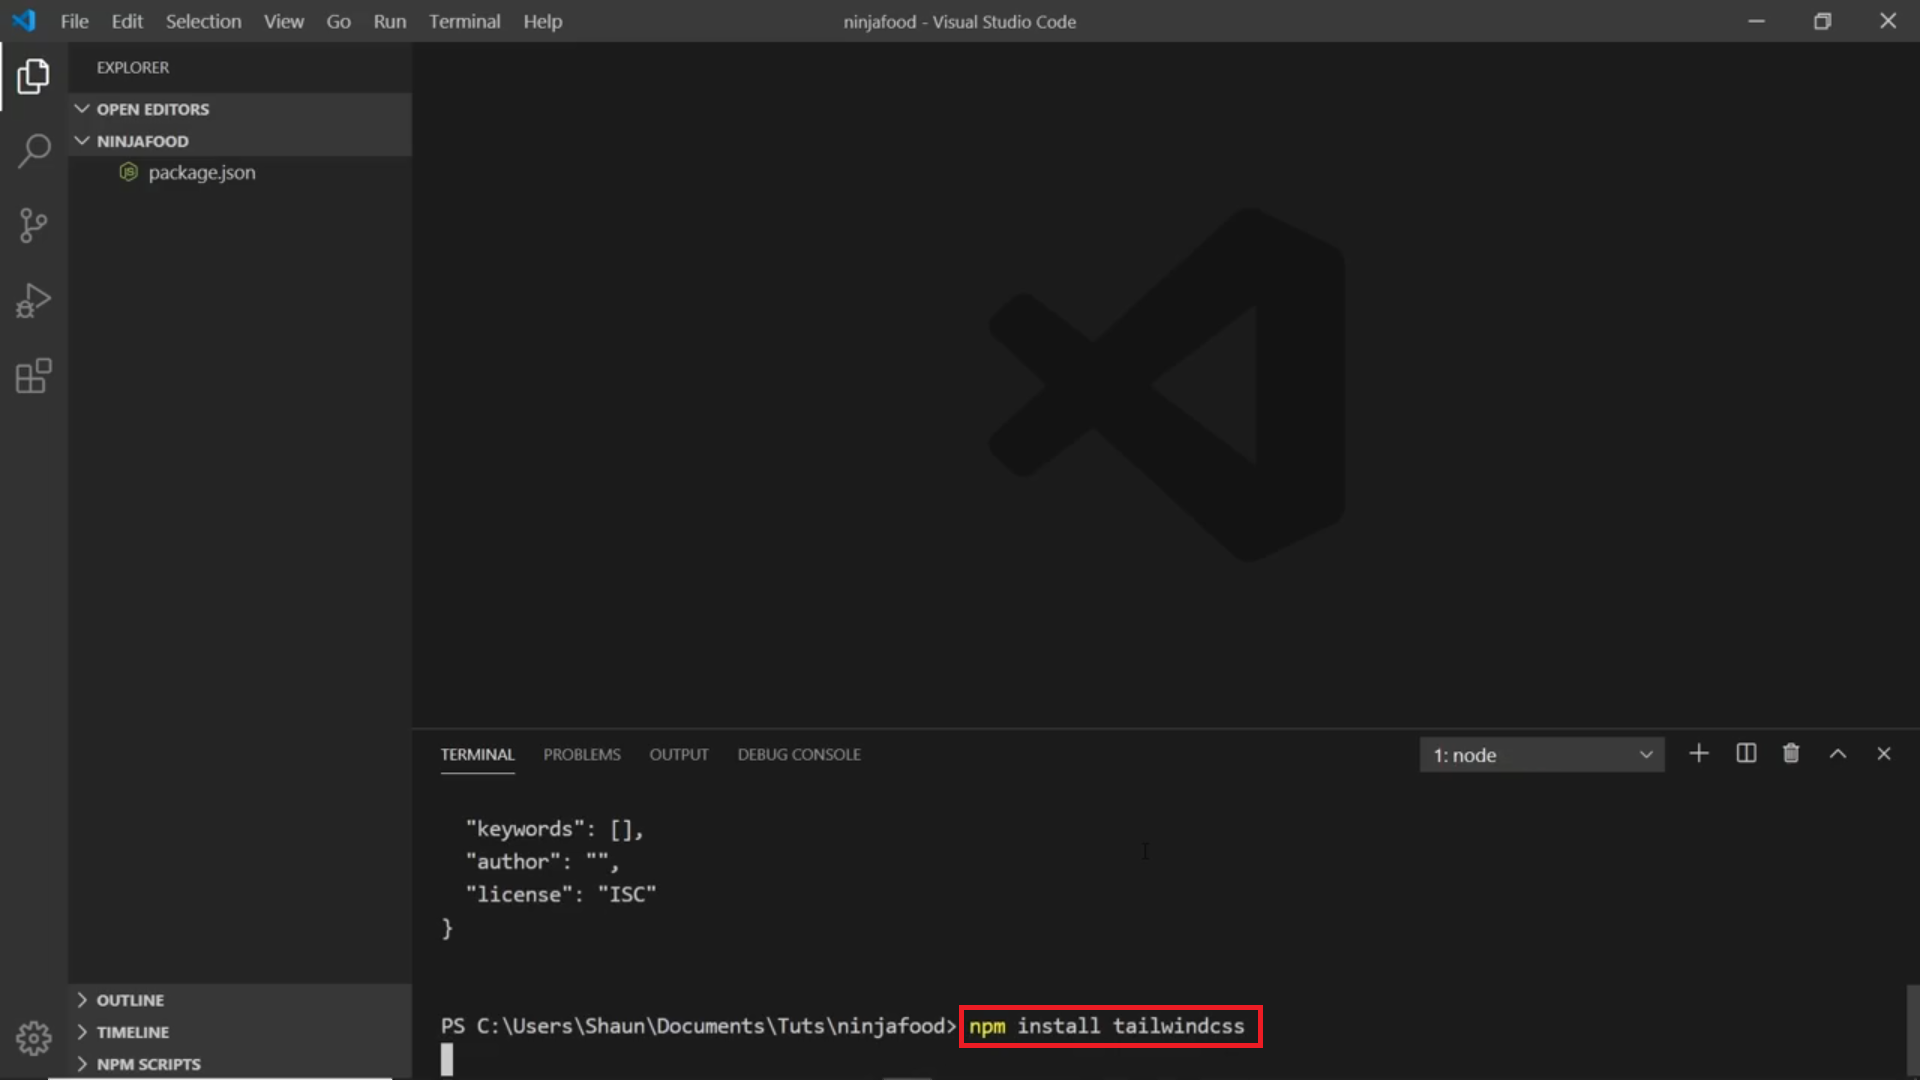 File Edit Selection View Go Run Terminal Help
ninjafood - Visual Studio Code
EXPLORER
OPEN EDITORS
NINJAFOOD
JS package.json
OUTLINE
TIMELINE
NPM SCRIPTS
TERMINAL PROBLEMS OUTPUT DEBUG CONSOLE
1: node
"keywords": [],
"author": "",
"license": "ISC"
}
PS C:\Users\Shaun\Documents\Tuts\ninjafood> npm install tailwindcss